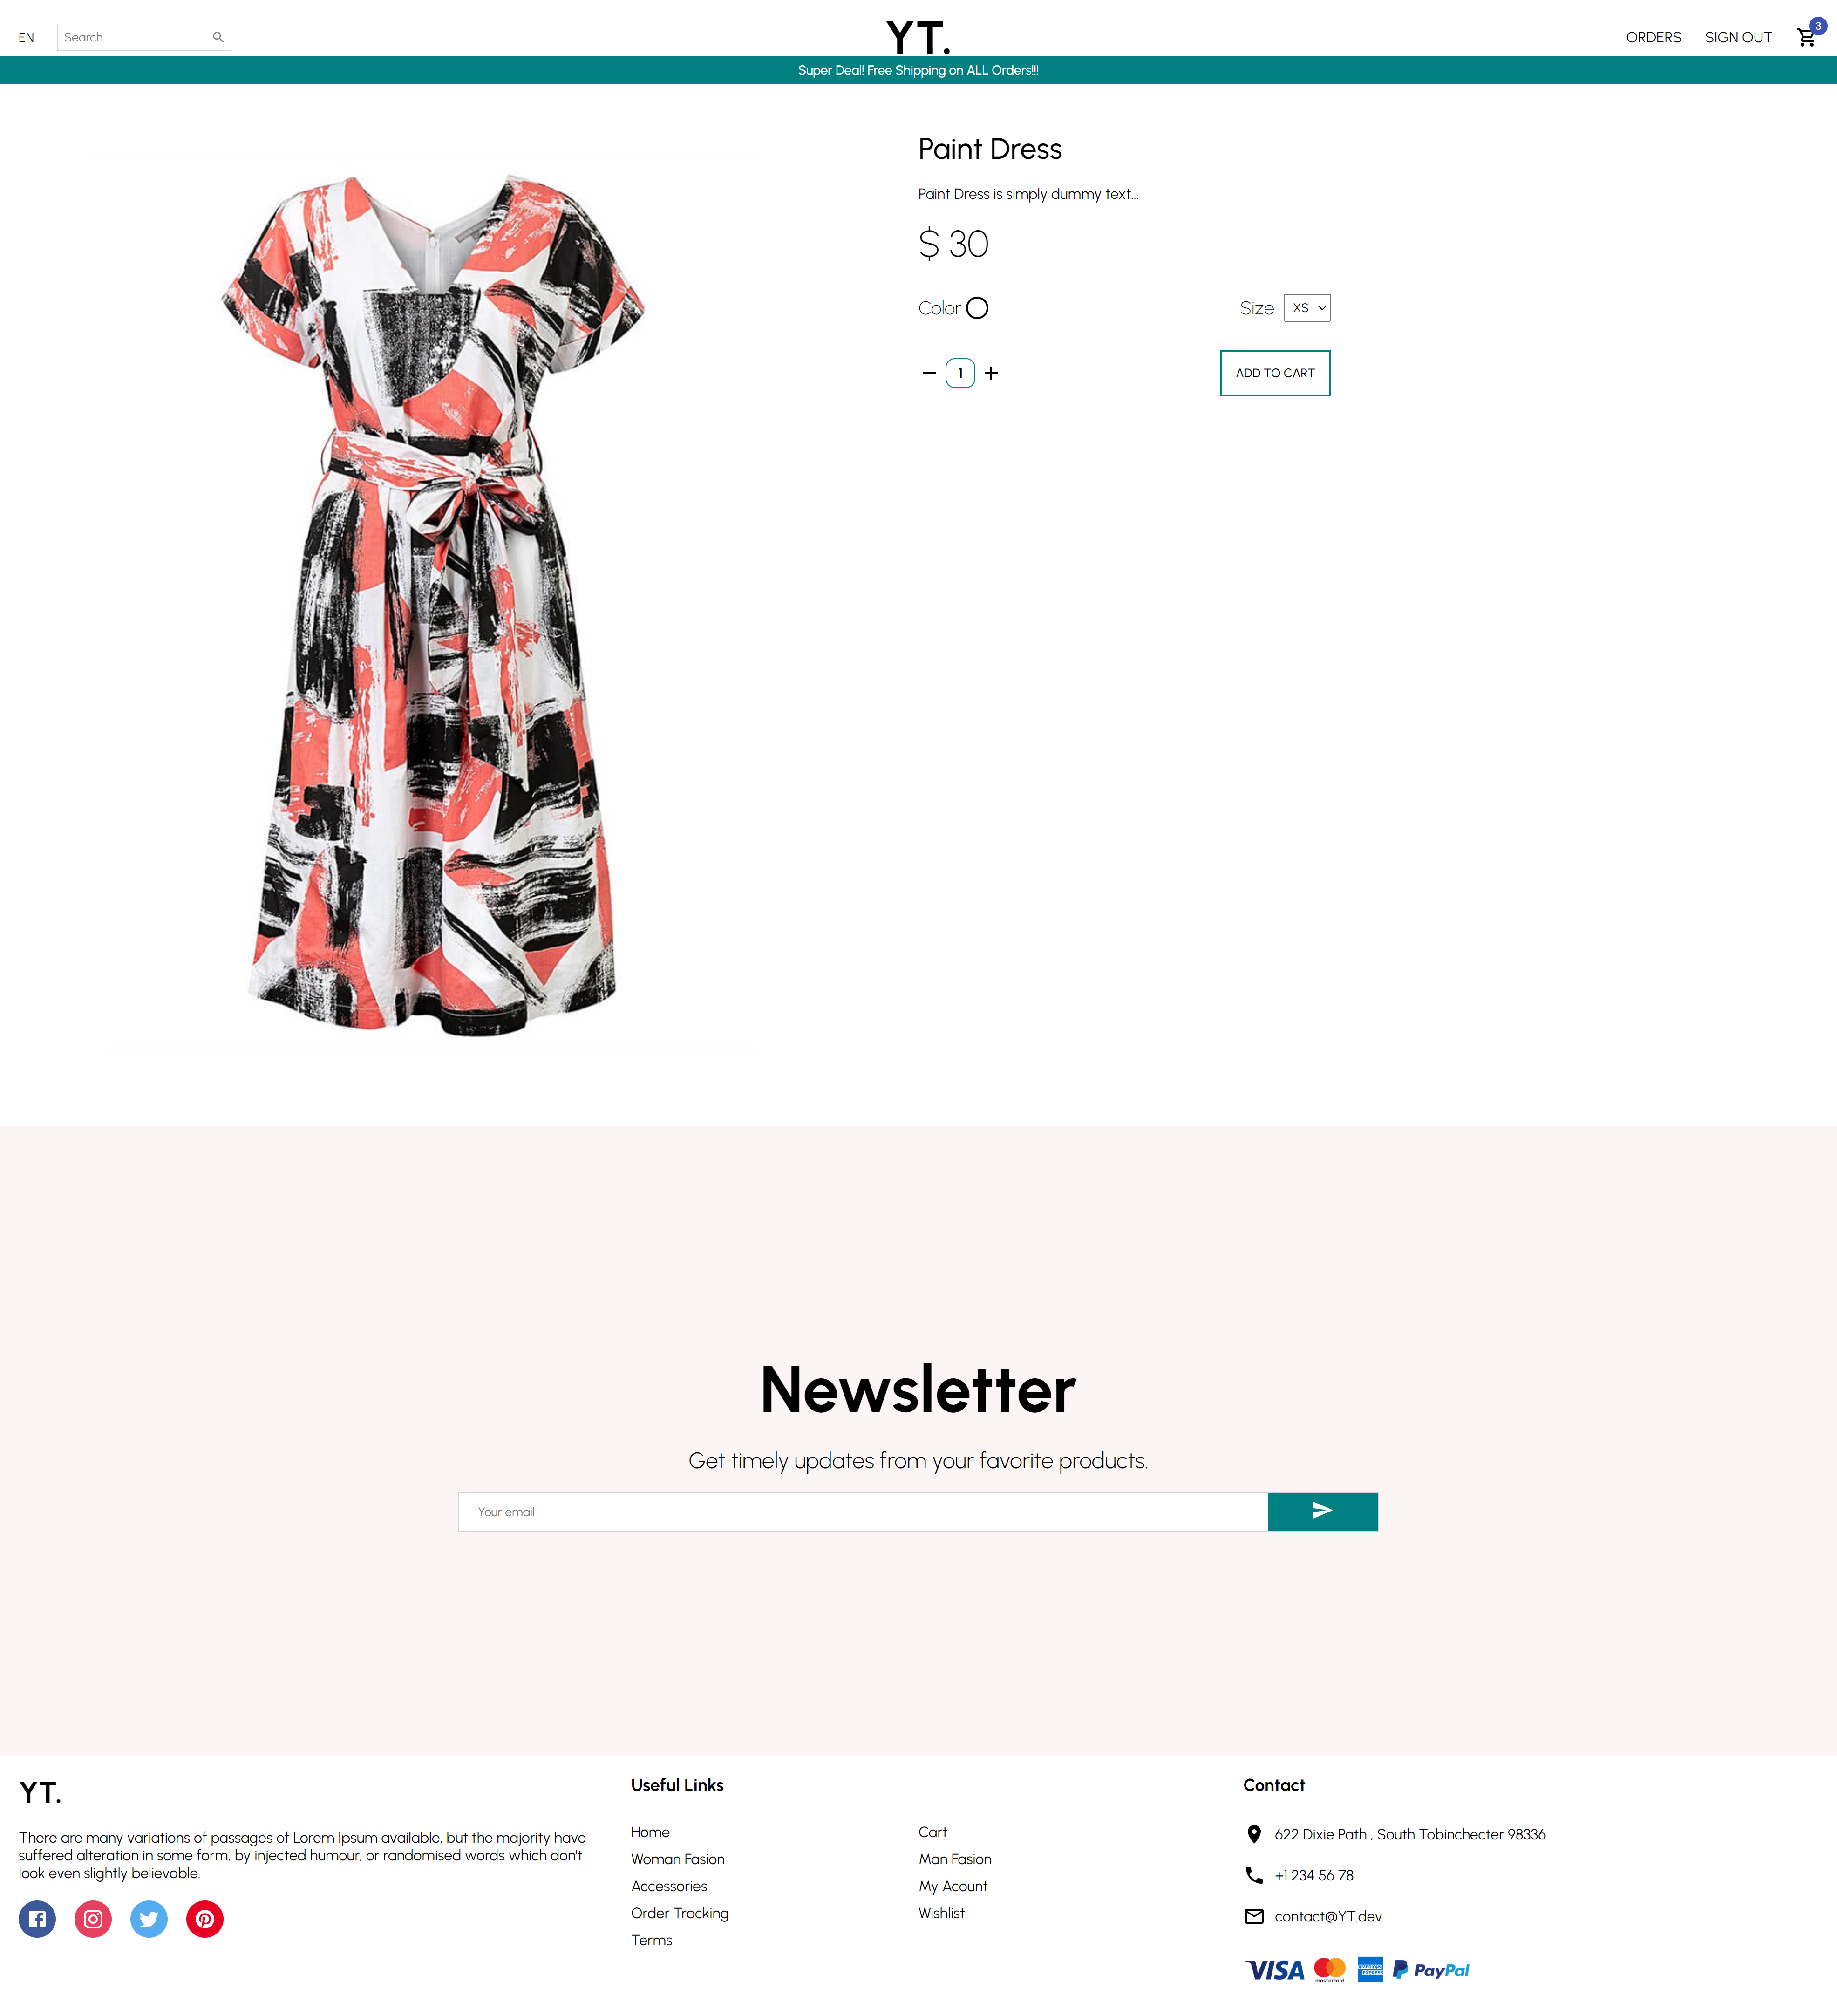 EN
Search
YT.
ORDERS
SIGN OUT
3
Super Deal! Free Shipping on ALL Orders!!!
Paint Dress
Paint Dress is simply dummy text...
$ 30
Color
Size
XS
1
ADD TO CART
Newsletter
Get timely updates from your favorite products.
Your email
YT.
There are many variations of passages of Lorem Ipsum available, but the majority have
suffered alteration in some form, by injected humour, or randomised words which don't
look even slightly believable.
Useful Links
Home
Cart
Woman Fasion
Man Fasion
Accessories
My Acount
Order Tracking
Wishlist
Terms
Contact
622 Dixie Path , South Tobinchecter 98336
+1 234 56 78
contact@YT.dev
VISA
mastercard
AMERICAN
EXPRESS
PayPal